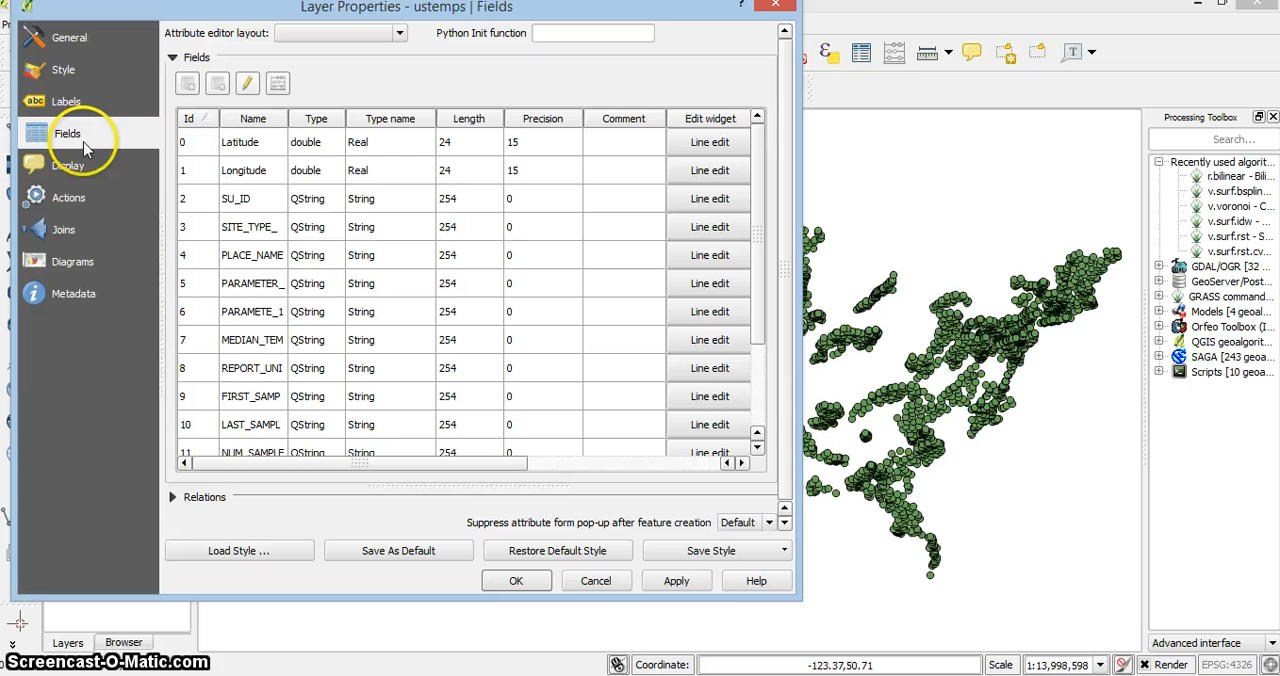 Layer Properties - ustemps | Fields
?
General
Style
abc Labels
Fields
Display
Actions
Joins
Diagrams
Metadata
Attribute editor layout:
Python Init function
Fields
Id Name Type Type name Length Precision Comment Edit widget
0 Latitude double Real 24 15 Line edit
1 Longitude double Real 24 15 Line edit
2 SU_ID QString String 254 0 Line edit
3 SITE_TYPE_ QString String 254 0 Line edit
4 PLACE_NAME QString String 254 0 Line edit
5 PARAMETER_ QString String 254 0 Line edit
6 PARAMETE_1 QString String 254 0 Line edit
7 MEDIAN_TEM QString String 254 0 Line edit
8 REPORT_UNI QString String 254 0 Line edit
9 FIRST_SAMP QString String 254 0 Line edit
10 LAST_SAMPL QString String 254 0 Line edit
11 NUM_SAMPLE QString String 254 0 Line edit
Relations
Suppress attribute form pop-up after feature creation Default
Load Style ... Save As Default Restore Default Style Save Style
OK Cancel Apply Help
Processing Toolbox
Search...
Recently used algorit...
r.bilinear - Bili...
v.surf.bsplin...
v.voronoi - C...
v.surf.idw - ...
v.surf.rst - S...
v.surf.rst.cv...
GDAL/OGR [32 ...
GeoServer/Post...
GRASS command...
Models [4 geoal...
Orfeo Toolbox (I...
QGIS geoalgorit...
SAGA [243 geoa...
Scripts [10 geoa...
Advanced interface
Layers Browser
Screencast-O-Matic.com
Coordinate: -123.37,50.71 Scale 1:13,998,598 Render EPSG:4326